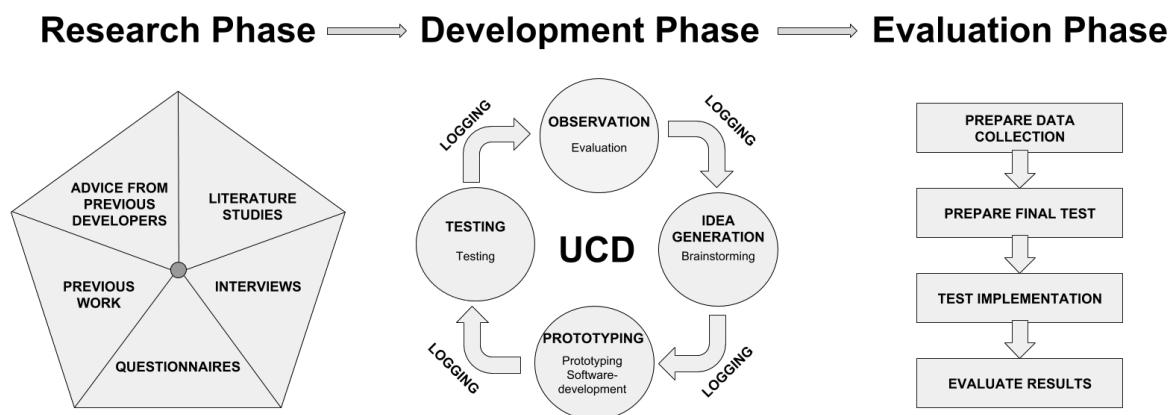 Research Phase
Development Phase
Evaluation Phase
ADVICE FROM
PREVIOUS
DEVELOPERS
LITERATURE
STUDIES
PREVIOUS
WORK
INTERVIEWS
QUESTIONNAIRES
LOGGING
OBSERVATION
Evaluation
LOGGING
TESTING
Testing
UCD
IDEA
GENERATION
Brainstorming
LOGGING
PROTOTYPING
Prototyping
Software-
development
LOGGING
PREPARE DATA
COLLECTION
PREPARE FINAL TEST
TEST IMPLEMENTATION
EVALUATE RESULTS